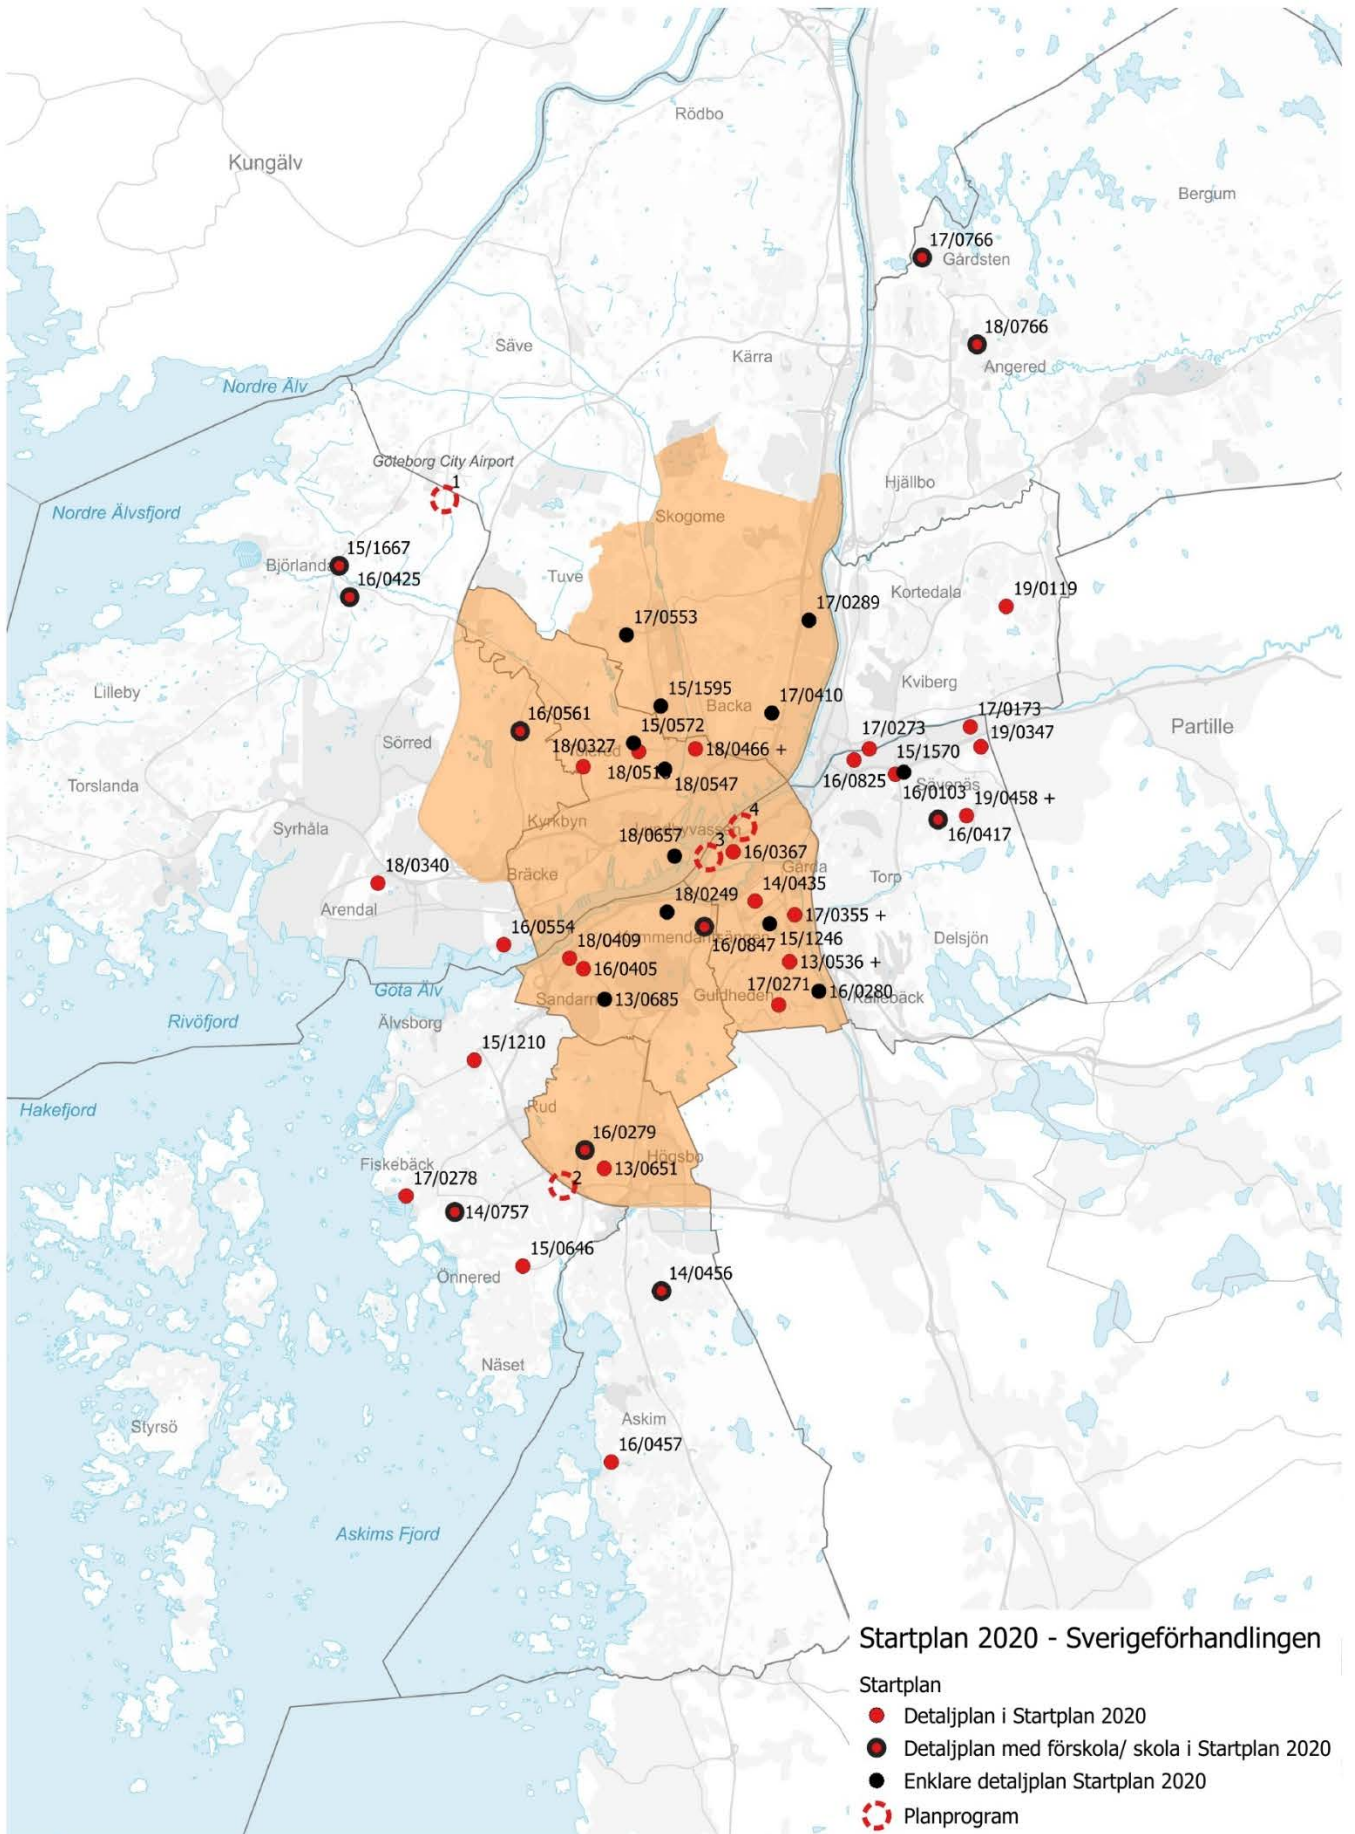 Rödbo
Kungälv
Bergum
17/0766
Gårdsten
18/0766
Säve
Kärra
Angered
Nordre Älv
Göteborg City Airport
1
Hjällbo
Nordre Älvsfjord
Skogome
15/1667
Björlanda
Tuve
16/0425
Kortedala
19/0119
17/0553
17/0289
Lilleby
Kviberg
15/1595
Backa
17/0410
16/0561
15/0572
17/0173
Partille
Sörred
17/0273
19/0347
18/0327
18/0466 +
15/1570
18/0547
16/0825
Torslanda
Sävenäs
16/0103
19/0458 +
4
Kyrkbyn
Syrhåla
18/0657
3
16/0417
16/0367
Gårda
18/0340
Bräcke
14/0435
Torp
Arendal
18/0249
17/0355 +
16/0554
16/0847
15/1246
Delsjön
18/0409
16/0405
13/0536 +
Göta Älv
17/0271
Guldheden
16/0280
Kallebäck
13/0685
Rivöfjord
Älvsborg
15/1210
Hakefjord
Rud
16/0279
Högsbo
Fiskebäck
13/0651
2
17/0278
14/0757
15/0646
Önnered
14/0456
Näset
Styrsö
Askim
16/0457
Askims Fjord
Startplan 2020 - Sverigeförhandlingen
Startplan
Detaljplan i Startplan 2020
Detaljplan med förskola/ skola i Startplan 2020
Enklare detaljplan Startplan 2020
Planprogram